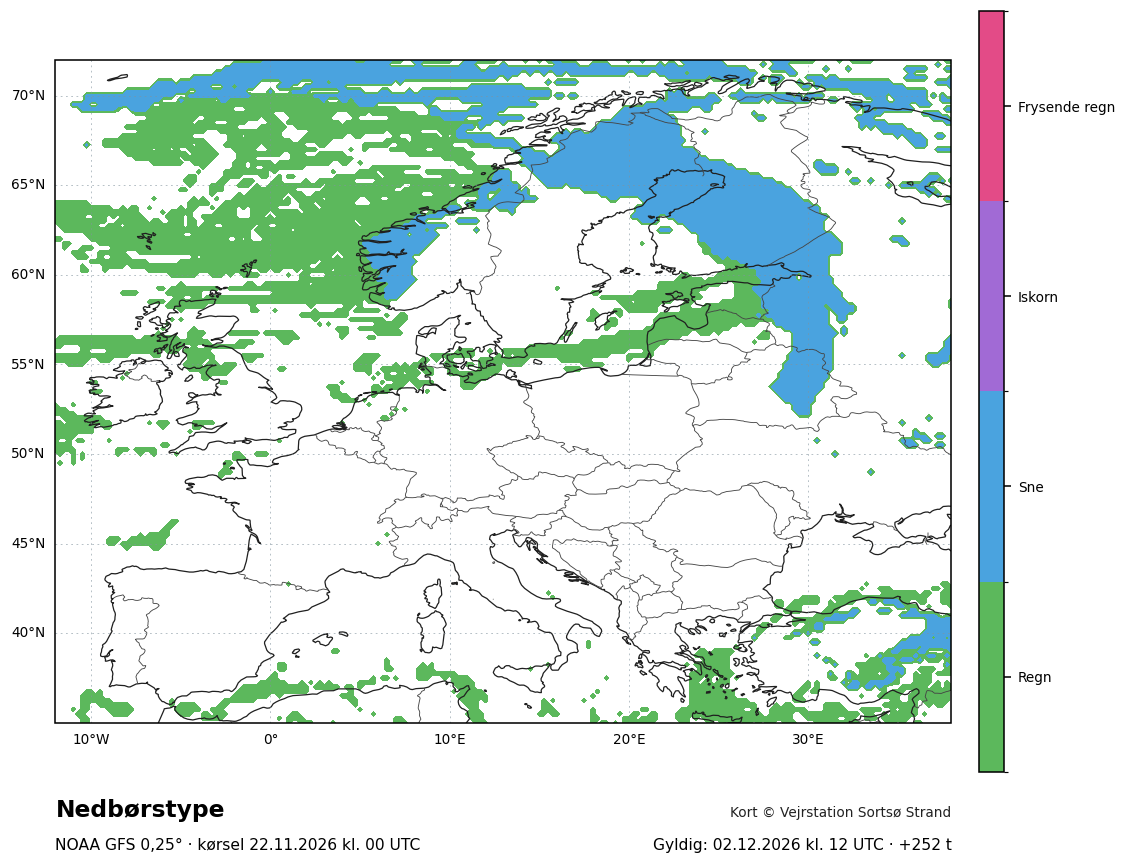 70°N
65°N
60°N
55°N
50°N
45°N
40°N
10°W
0°
10°E
20°E
30°E
Frysende regn
Iskorn
Sne
Regn
Nedbørstype
Kort © Vejrstation Sortsø Strand
NOAA GFS 0,25° · kørsel 22.11.2026 kl. 00 UTC
Gyldig: 02.12.2026 kl. 12 UTC · +252 t